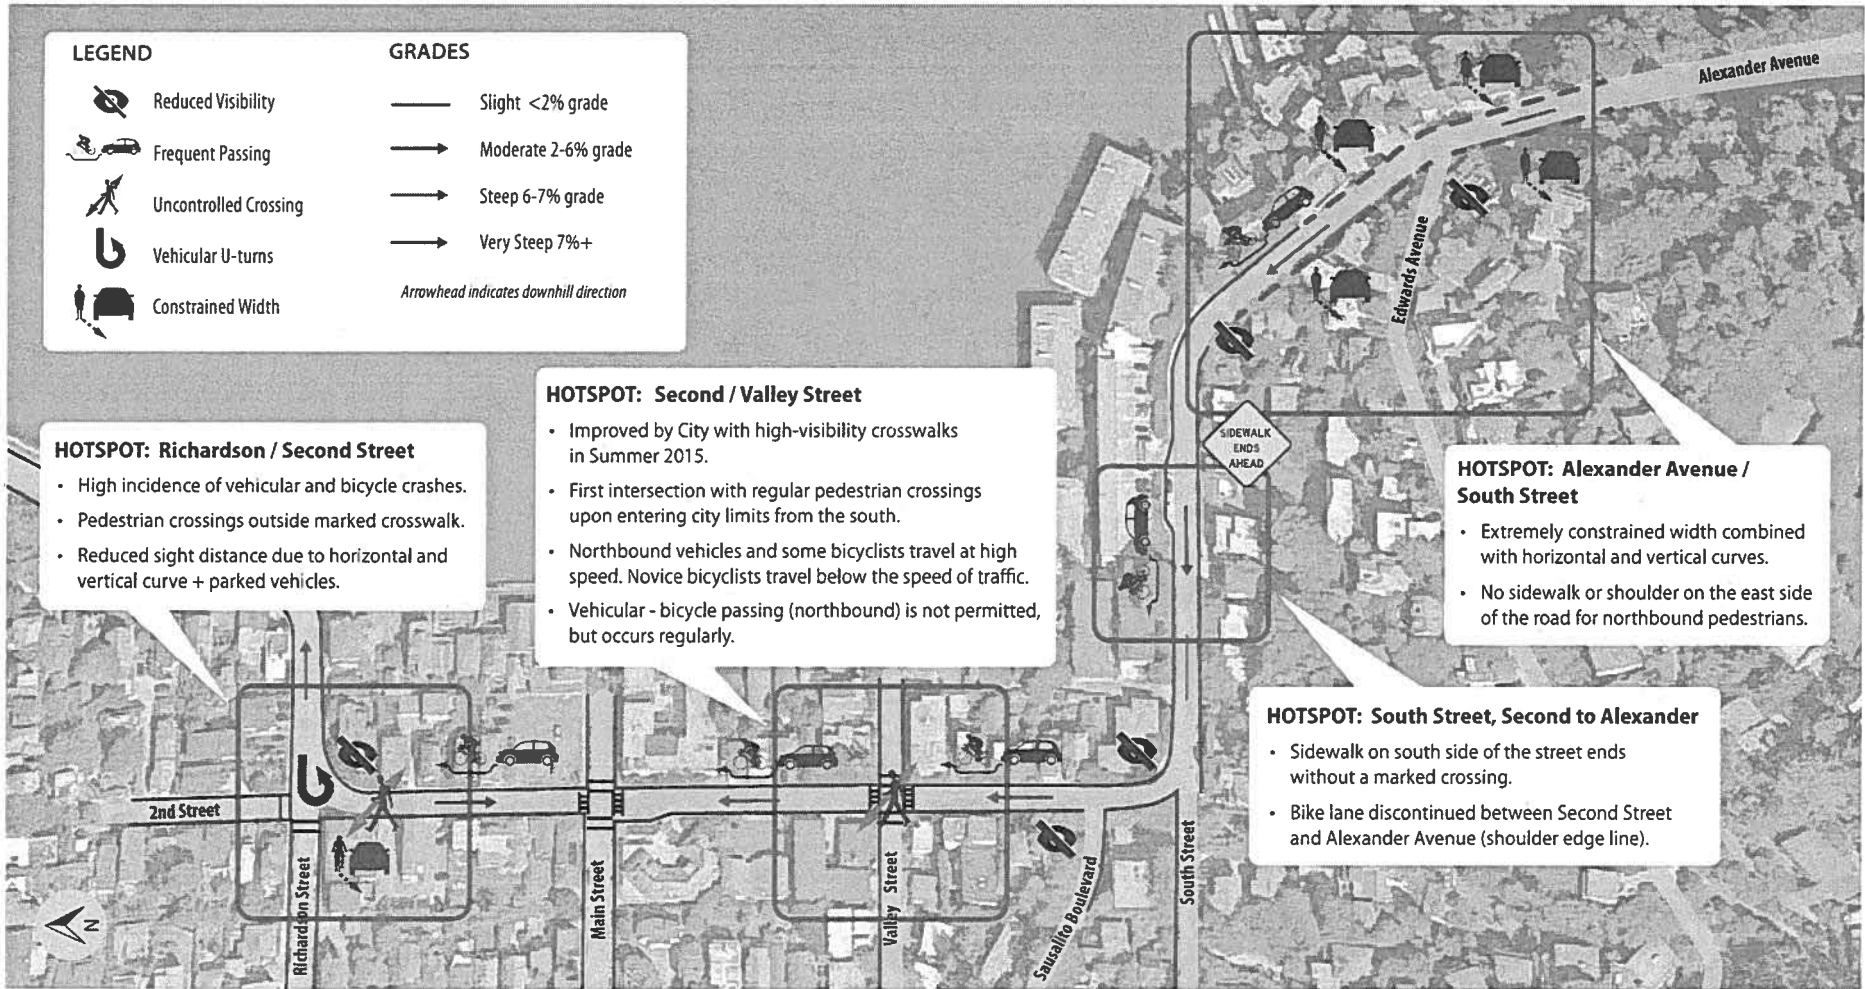 LEGEND
Reduced Visibility
Frequent Passing
Uncontrolled Crossing
Vehicular U-turns
Constrained Width
GRADES
Slight <2% grade
Moderate 2-6% grade
Steep 6-7% grade
Very Steep 7%+
Arrowhead indicates downhill direction
Alexander Avenue
Edwards Avenue
SIDEWALK
ENDS
AHEAD
HOTSPOT: Richardson / Second Street
• High incidence of vehicular and bicycle crashes.
• Pedestrian crossings outside marked crosswalk.
• Reduced sight distance due to horizontal and
vertical curve + parked vehicles.
HOTSPOT: Second / Valley Street
• Improved by City with high-visibility crosswalks
in Summer 2015.
• First intersection with regular pedestrian crossings
upon entering city limits from the south.
• Northbound vehicles and some bicyclists travel at high
speed. Novice bicyclists travel below the speed of traffic.
• Vehicular - bicycle passing (northbound) is not permitted,
but occurs regularly.
HOTSPOT: Alexander Avenue /
South Street
• Extremely constrained width combined
with horizontal and vertical curves.
• No sidewalk or shoulder on the east side
of the road for northbound pedestrians.
HOTSPOT: South Street, Second to Alexander
• Sidewalk on south side of the street ends
without a marked crossing.
• Bike lane discontinued between Second Street
and Alexander Avenue (shoulder edge line).
2nd Street
Richardson Street
Main Street
Valley Street
Sausalito Boulevard
South Street
N